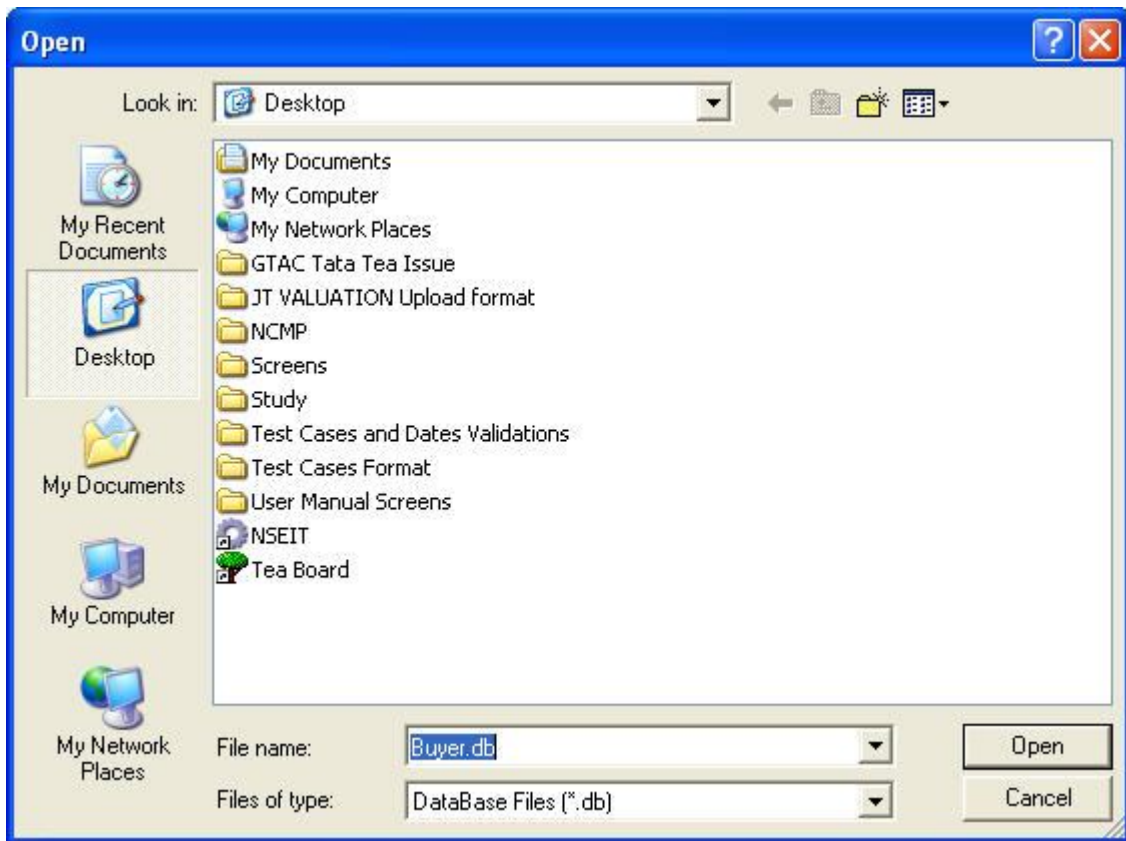 Open
Look in: Desktop
My Recent
Documents
Desktop
My Documents
My Computer
My Network
Places
My Documents
My Computer
My Network Places
GTAC Tata Tea Issue
JT VALUATION Upload format
NCMP
Screens
Study
Test Cases and Dates Validations
Test Cases Format
User Manual Screens
NSEIT
Tea Board
File name: Buyer.db Open
Files of type: DataBase Files (*.db) Cancel